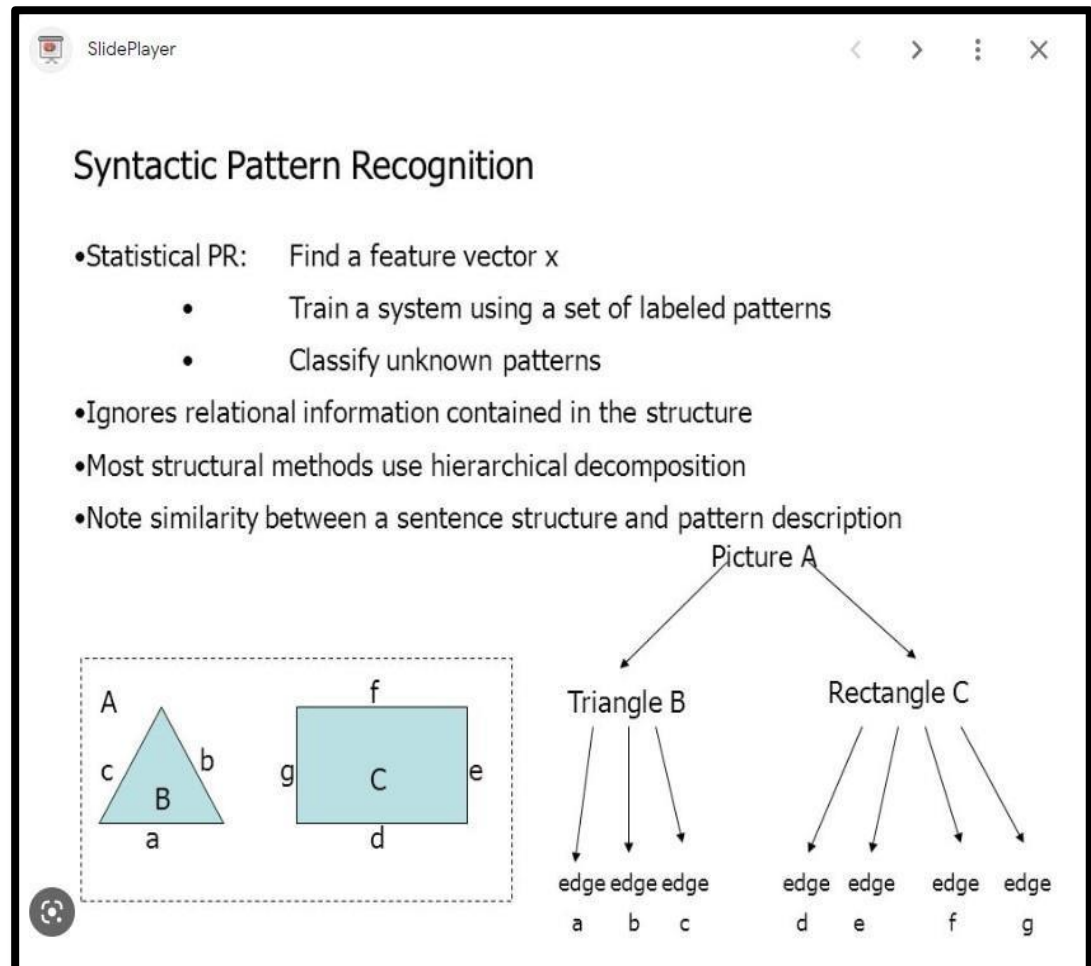 SlidePlayer
Syntactic Pattern Recognition
•Statistical PR: Find a feature vector x
• Train a system using a set of labeled patterns
• Classify unknown patterns
•Ignores relational information contained in the structure
•Most structural methods use hierarchical decomposition
•Note similarity between a sentence structure and pattern description
Picture A
Triangle B Rectangle C
edge edge edge edge edge edge edge
a b c d e f g
A f
c b g e
B C
a d